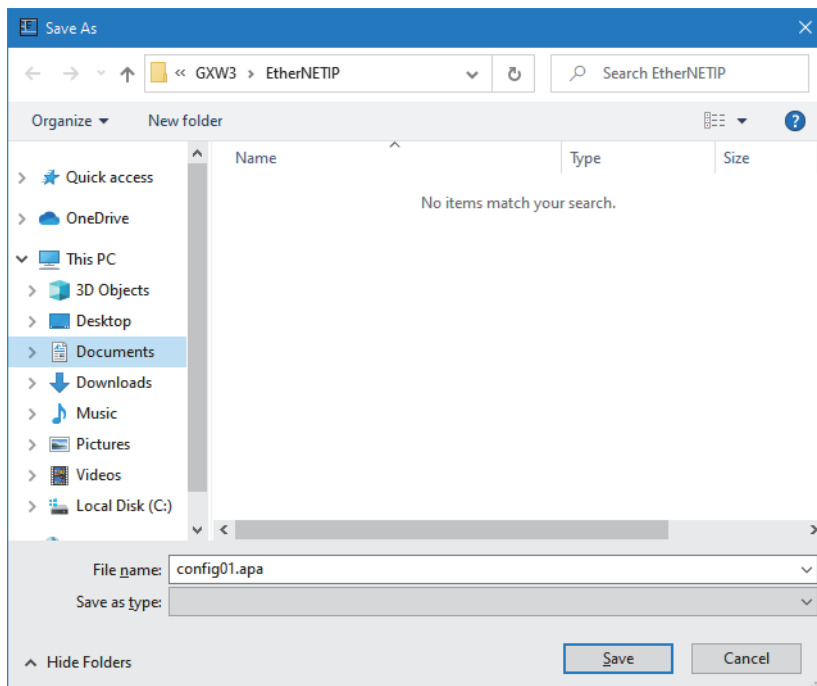 Save As
« GXW3 > EtherNETIP
Search EtherNETIP
Organize
New folder
Name
Type
Size
No items match your search.
Quick access
OneDrive
This PC
3D Objects
Desktop
Documents
Downloads
Music
Pictures
Videos
Local Disk (C:)
File name: config01.apa
Save as type:
Hide Folders
Save
Cancel